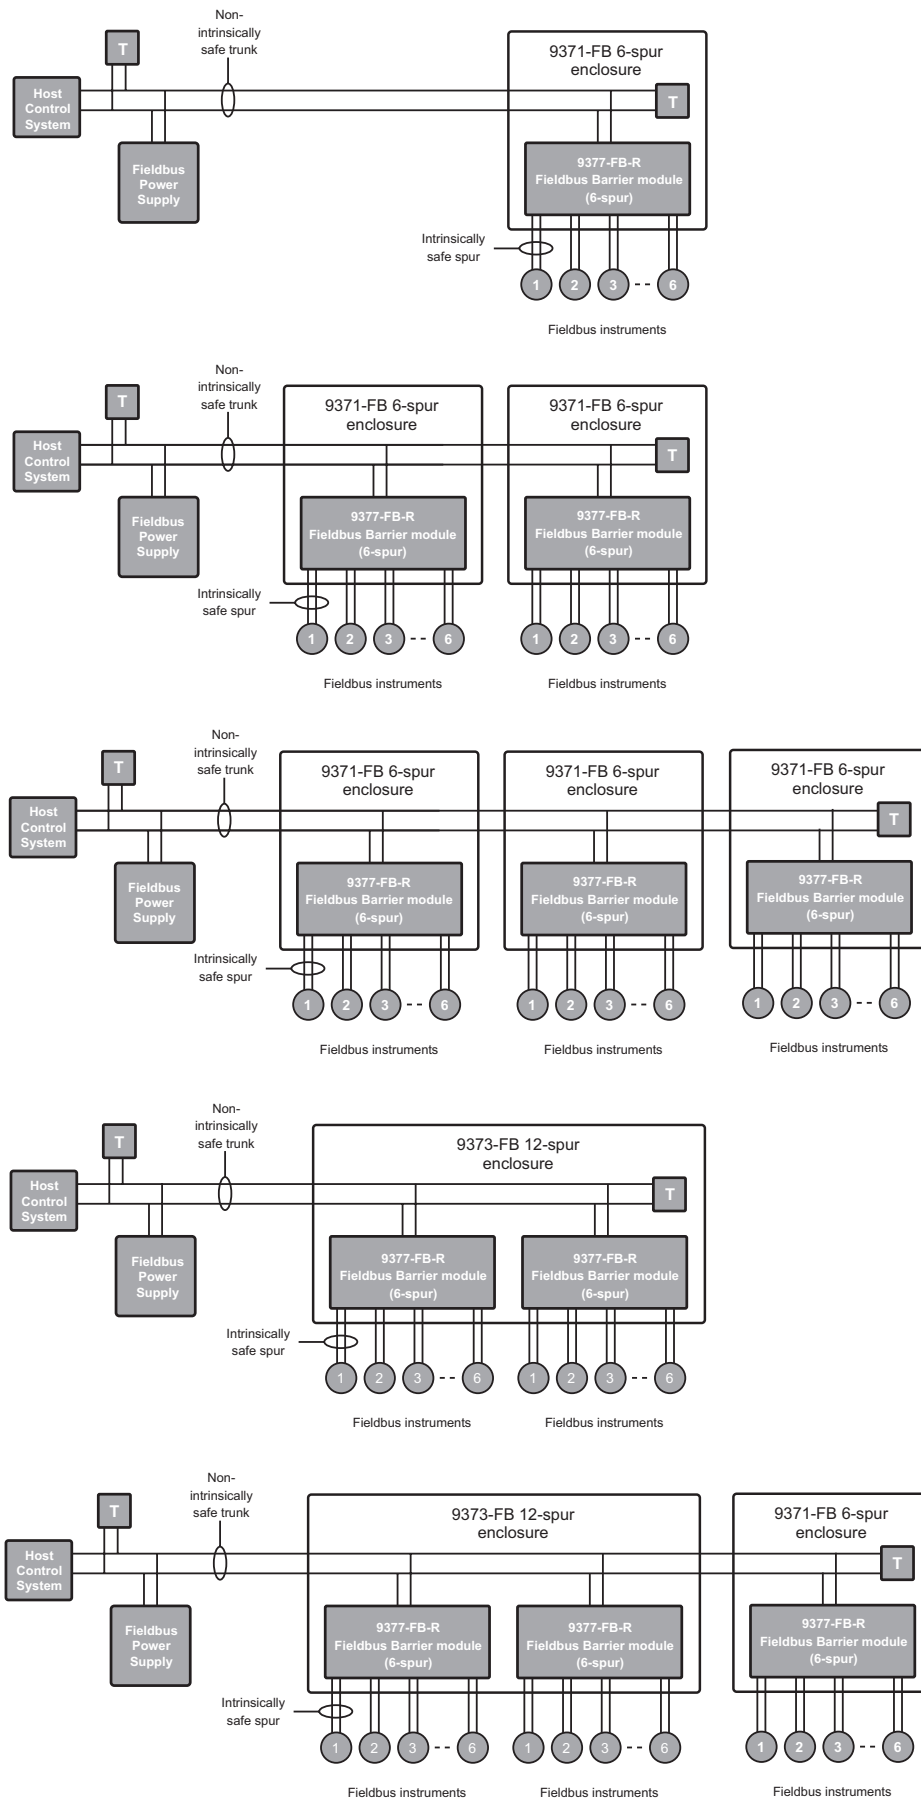 Non-
intrinsically
safe trunk
T
Host
Control
System
Fieldbus
Power
Supply
9371-FB 6-spur
enclosure
T
9377-FB-R
Fieldbus Barrier module
(6-spur)
Intrinsically
safe spur
1 2 3 -- 6
Fieldbus instruments
Non-
intrinsically
safe trunk
T
Host
Control
System
Fieldbus
Power
Supply
9371-FB 6-spur
enclosure
9377-FB-R
Fieldbus Barrier module
(6-spur)
Intrinsically
safe spur
1 2 3 -- 6
Fieldbus instruments
9371-FB 6-spur
enclosure
T
9377-FB-R
Fieldbus Barrier module
(6-spur)
1 2 3 -- 6
Fieldbus instruments
Non-
intrinsically
safe trunk
T
Host
Control
System
Fieldbus
Power
Supply
9371-FB 6-spur
enclosure
9377-FB-R
Fieldbus Barrier module
(6-spur)
Intrinsically
safe spur
1 2 3 -- 6
Fieldbus instruments
9371-FB 6-spur
enclosure
9377-FB-R
Fieldbus Barrier module
(6-spur)
1 2 3 -- 6
Fieldbus instruments
9371-FB 6-spur
enclosure
T
9377-FB-R
Fieldbus Barrier module
(6-spur)
1 2 3 -- 6
Fieldbus instruments
Non-
intrinsically
safe trunk
T
Host
Control
System
Fieldbus
Power
Supply
9373-FB 12-spur
enclosure
T
9377-FB-R
Fieldbus Barrier module
(6-spur)
Intrinsically
safe spur
1 2 3 -- 6
Fieldbus instruments
9377-FB-R
Fieldbus Barrier module
(6-spur)
1 2 3 -- 6
Fieldbus instruments
Non-
intrinsically
safe trunk
T
Host
Control
System
Fieldbus
Power
Supply
9373-FB 12-spur
enclosure
9377-FB-R
Fieldbus Barrier module
(6-spur)
Intrinsically
safe spur
1 2 3 -- 6
Fieldbus instruments
9377-FB-R
Fieldbus Barrier module
(6-spur)
1 2 3 -- 6
Fieldbus instruments
9371-FB 6-spur
enclosure
T
9377-FB-R
Fieldbus Barrier module
(6-spur)
1 2 3 -- 6
Fieldbus instruments